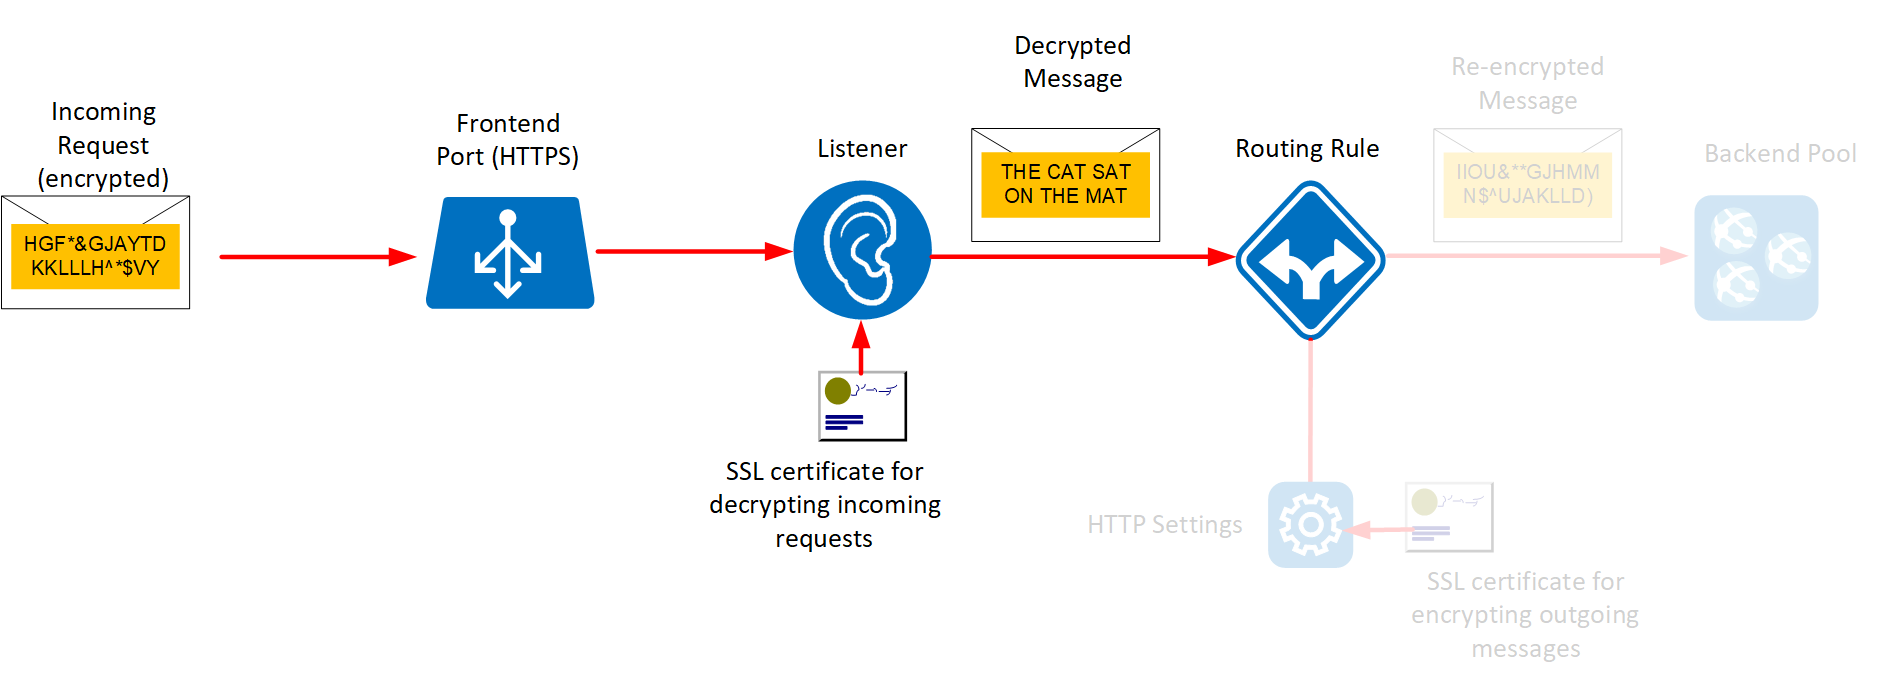 Incoming
Request
(encrypted)
HGF*&GJAYTD
KKLLLH^*$VY
Frontend
Port (HTTPS)
Listener
SSL certificate for
decrypting incoming
requests
Decrypted
Message
THE CAT SAT
ON THE MAT
Routing Rule
Re-encrypted
Message
IIOU&**GJHMM
N$^UJAKLLD)
Backend Pool
HTTP Settings
SSL certificate for
encrypting outgoing
messages